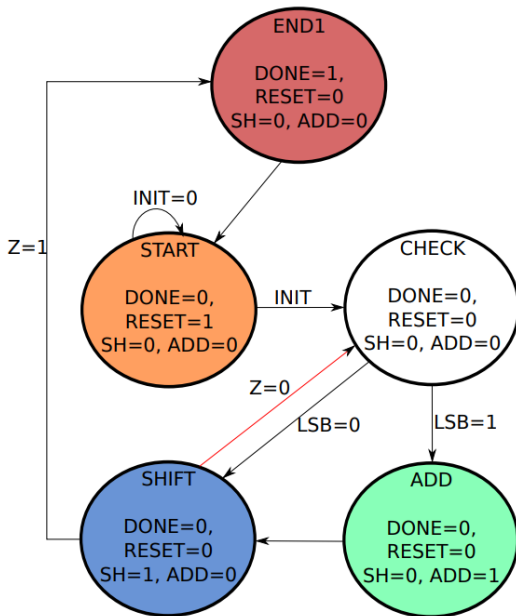 END1
DONE=1,
RESET=0
SH=0, ADD=0
INIT=0
Z=1
START
DONE=0,
RESET=1
SH=0, ADD=0
INIT
CHECK
DONE=0,
RESET=0
SH=0, ADD=0
Z=0
LSB=0
LSB=1
SHIFT
DONE=0,
RESET=0
SH=1, ADD=0
ADD
DONE=0,
RESET=0
SH=0, ADD=1